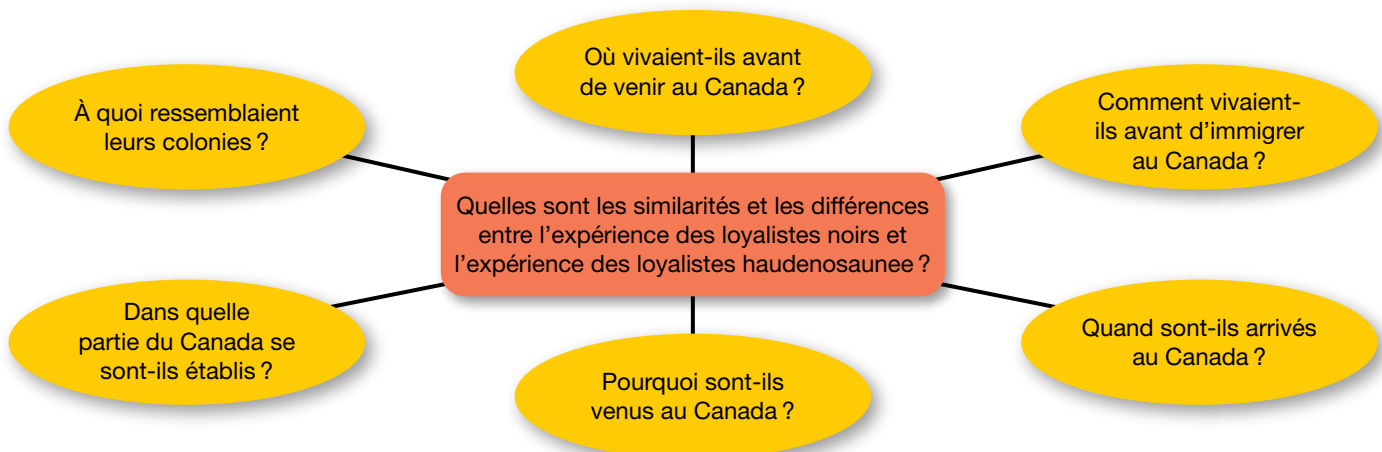 Où vivaient-ils avant
de venir au Canada ?
À quoi ressemblaient
leurs colonies ?
Comment vivaient-
ils avant d’immigrer
au Canada ?
Quelles sont les similarités et les différences
entre l’expérience des loyalistes noirs et
l’expérience des loyalistes haudenosaunee ?
Dans quelle
partie du Canada se
sont-ils établis ?
Pourquoi sont-ils
venus au Canada ?
Quand sont-ils arrivés
au Canada ?